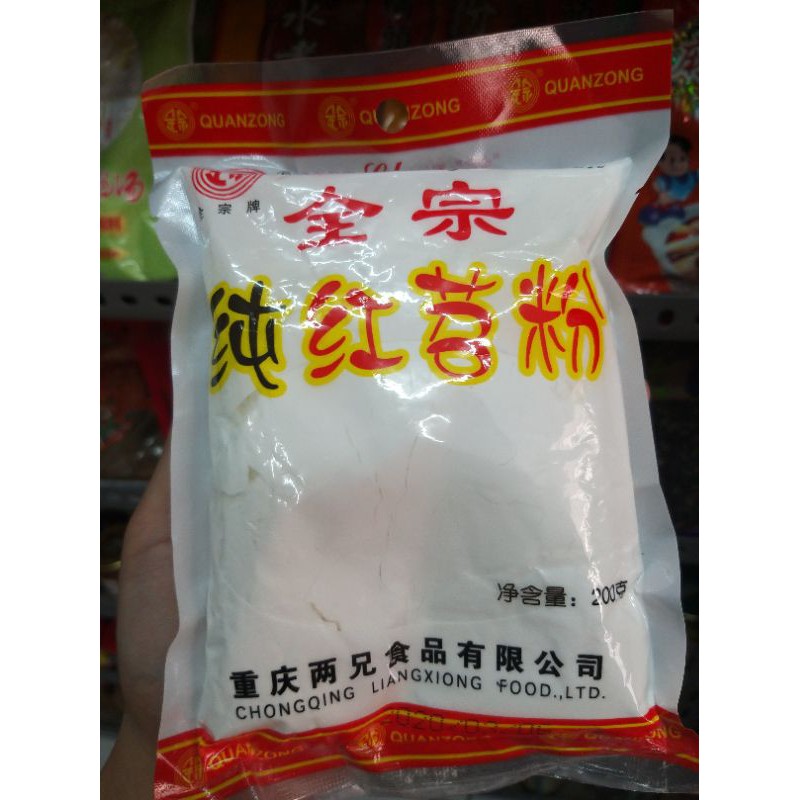 QUANZONG QUANZONG QUANZONG
宗牌
全宗
纯红苕粉
净含量：200克
重庆两兄食品有限公司
CHONGQING LIANGXIONG FOOD.,LTD.
QUANZONG QUANZONG